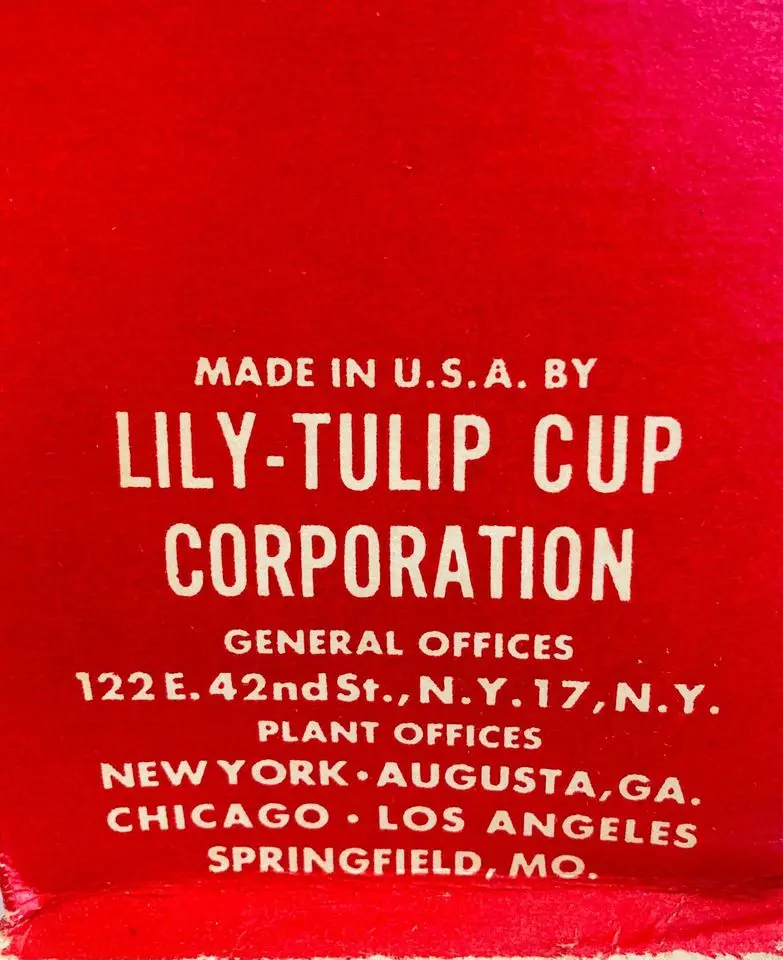 MADE IN U.S.A. BY
LILY-TULIP CUP
CORPORATION
GENERAL OFFICES
122 E. 42nd St., N.Y. 17, N.Y.
PLANT OFFICES
NEW YORK • AUGUSTA, GA.
CHICAGO • LOS ANGELES
SPRINGFIELD, MO.